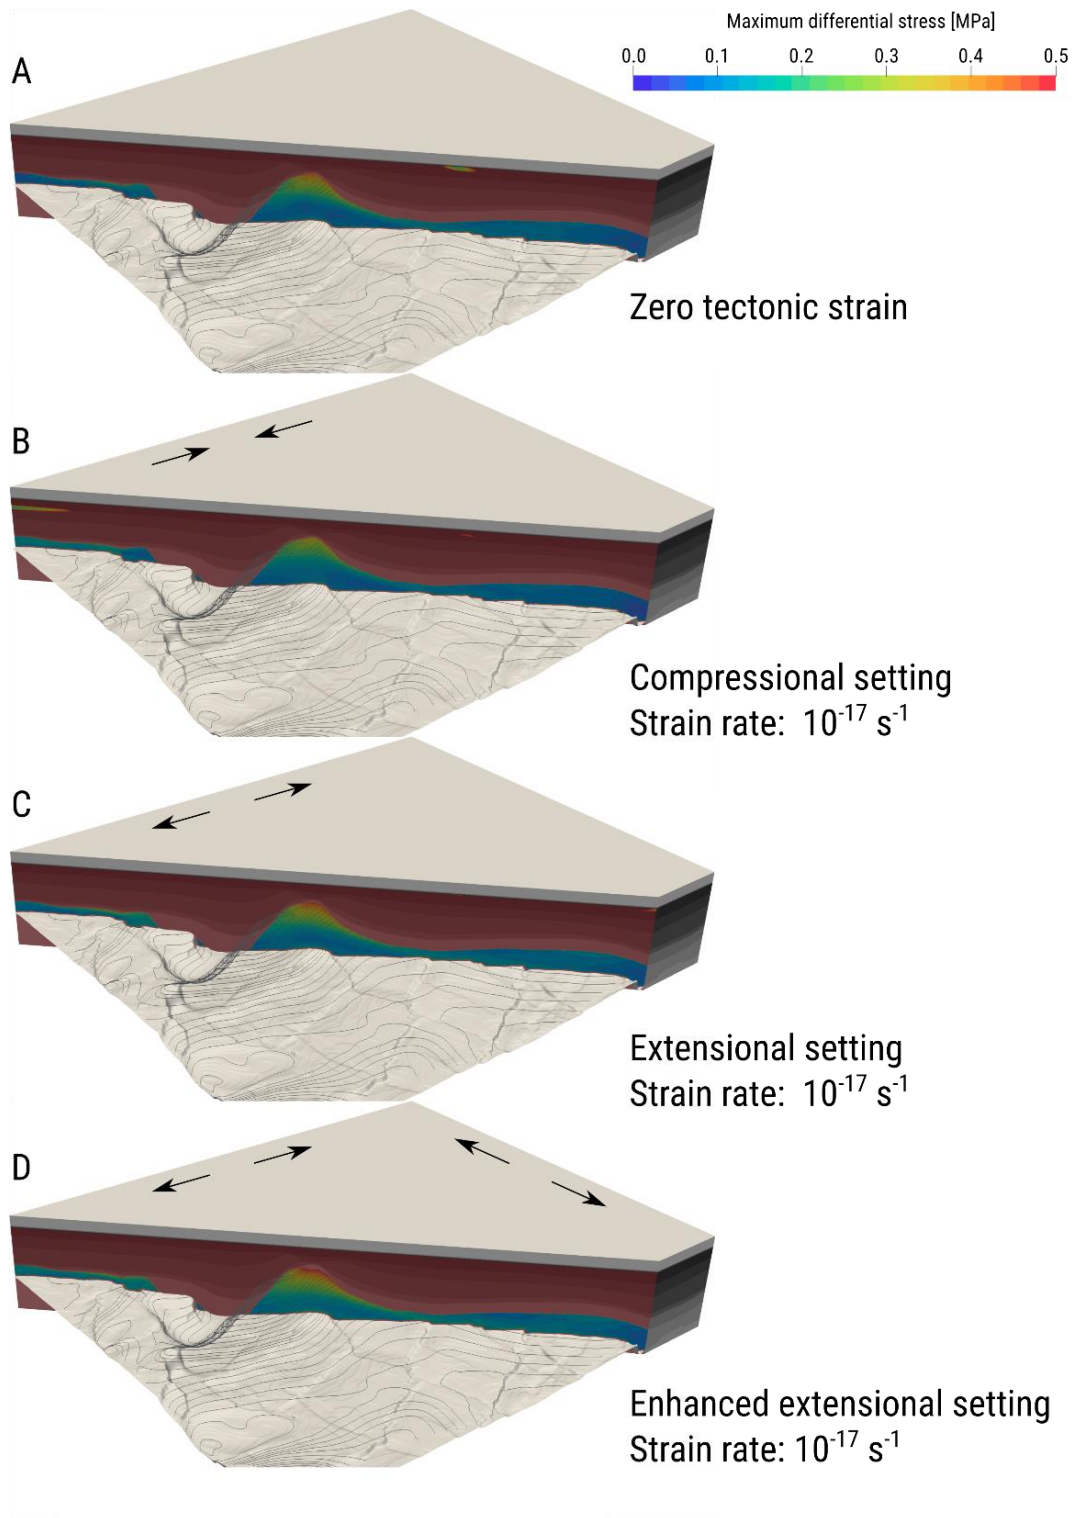 Maximum differential stress [MPa]
0.0 0.1 0.2 0.3 0.4 0.5
A
Zero tectonic strain
B
Compressional setting
Strain rate: 10⁻¹⁷ s⁻¹
C
Extensional setting
Strain rate: 10⁻¹⁷ s⁻¹
D
Enhanced extensional setting
Strain rate: 10⁻¹⁷ s⁻¹